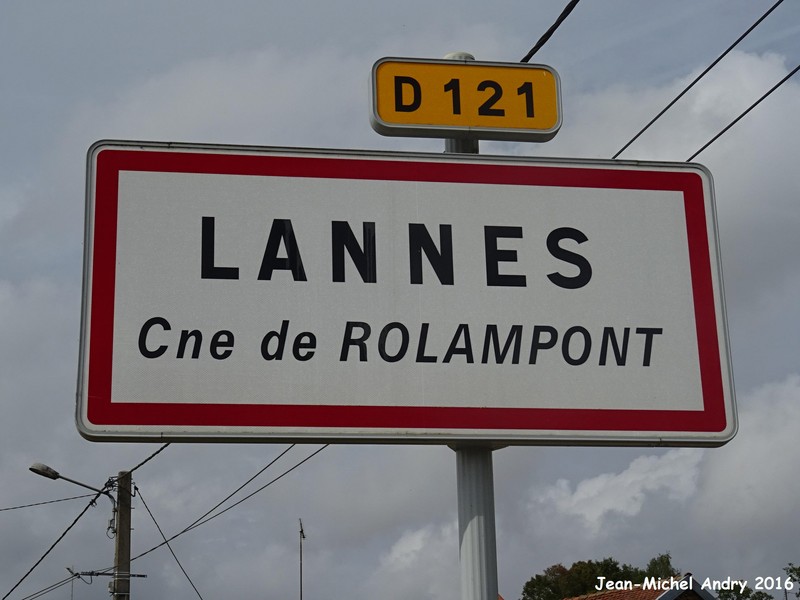 D 121
LANNES
Cne de ROLAMPONT
Jean-Michel Andry 2016